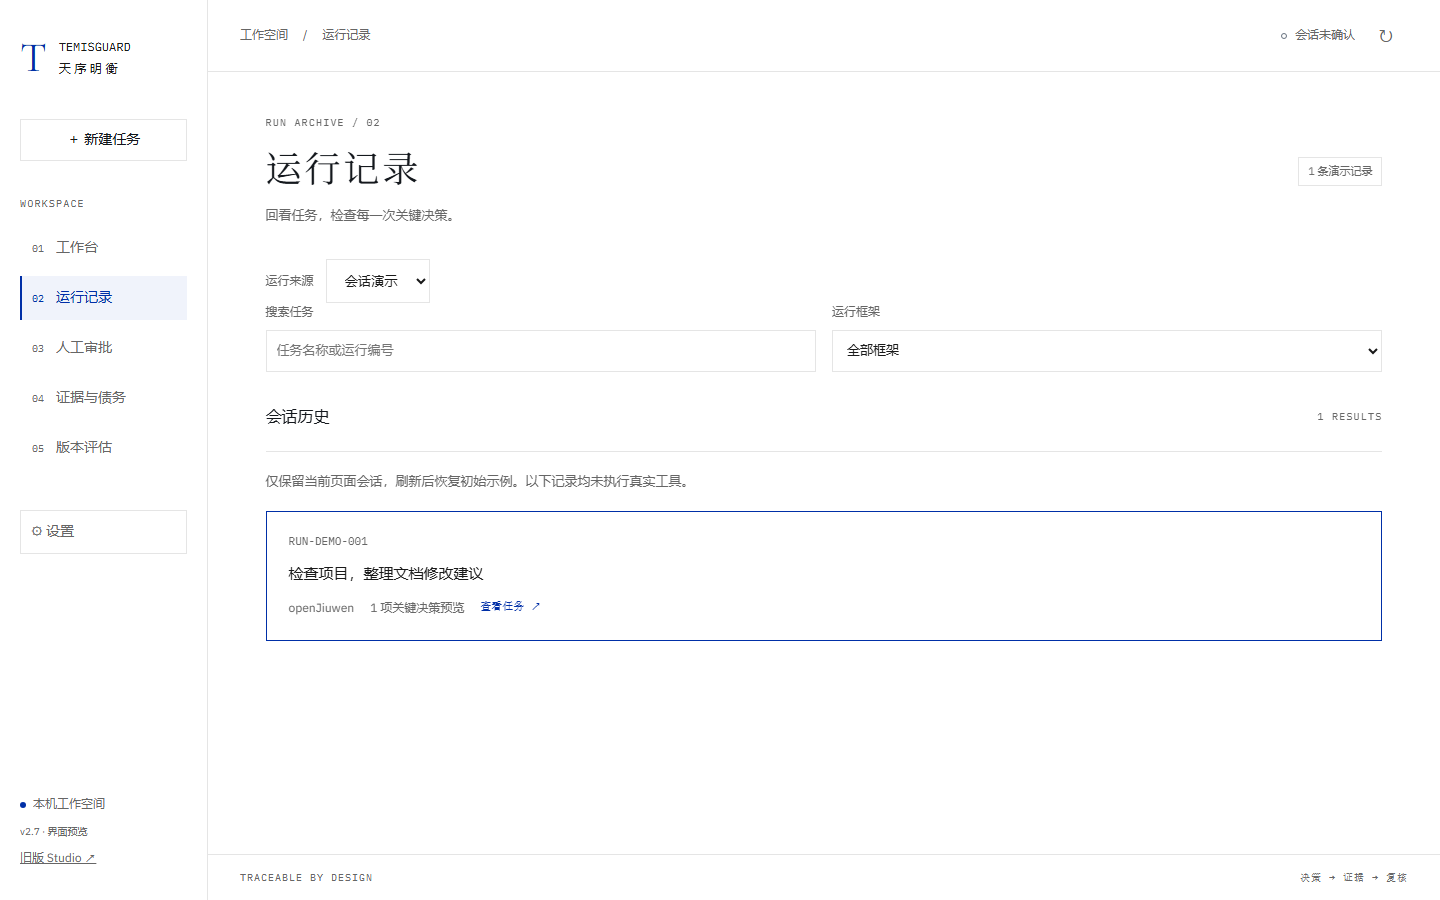 T
TEMISGUARD
天序明衡
+ 新建任务
WORKSPACE
01 工作台
02 运行记录
03 人工审批
04 证据与债务
05 版本评估
⚙ 设置
本机工作空间
v2.7 · 界面预览
旧版 Studio ↗
工作空间 / 运行记录
会话未确认 ↻
RUN ARCHIVE / 02
运行记录
1 条演示记录
回看任务，检查每一次关键决策。
运行来源 会话演示
搜索任务
任务名称或运行编号
运行框架
全部框架
会话历史
1 RESULTS
仅保留当前页面会话，刷新后恢复初始示例。以下记录均未执行真实工具。
RUN-DEMO-001
检查项目，整理文档修改建议
openJiuwen 1 项关键决策预览 查看任务 ↗
TRACEABLE BY DESIGN
决策 → 证据 → 复核